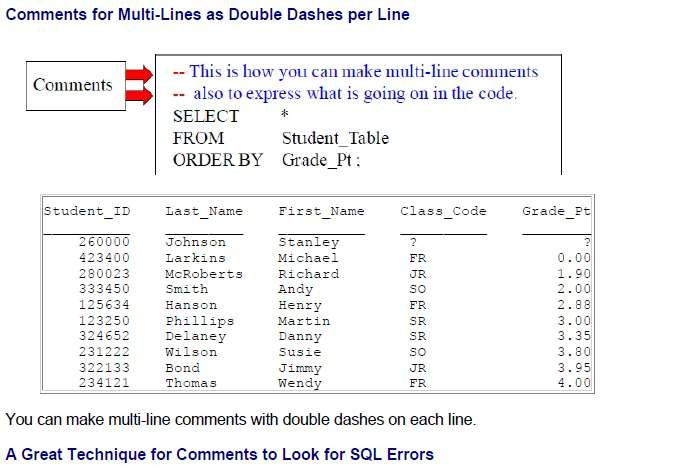 Comments for Multi-Lines as Double Dashes per Line
Comments
-- This is how you can make multi-line comments
-- also to express what is going on in the code.
SELECT *
FROM Student_Table
ORDER BY Grade_Pt ;
Student_ID Last_Name First_Name Class_Code Grade_Pt
260000 Johnson Stanley ? ?
423400 Larkins Michael FR 0.00
280023 McRoberts Richard JR 1.90
333450 Smith Andy SO 2.00
125634 Hanson Henry FR 2.88
123250 Phillips Martin SR 3.00
324652 Delaney Danny SR 3.35
231222 Wilson Susie SO 3.80
322133 Bond Jimmy JR 3.95
234121 Thomas Wendy FR 4.00
You can make multi-line comments with double dashes on each line.
A Great Technique for Comments to Look for SQL Errors